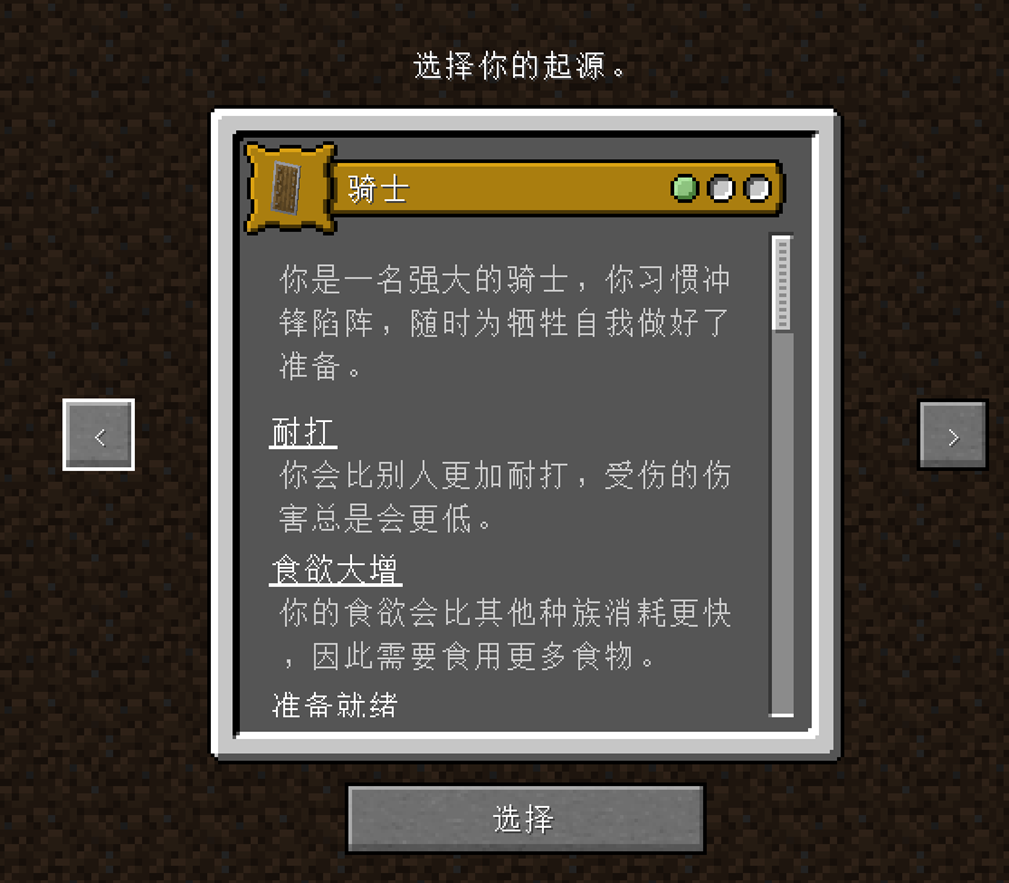 选择你的起源。
骑士
你是一名强大的骑士，你习惯冲
锋陷阵，随时为牺牲自我做好了
准备。
耐打
你会比别人更加耐打，受伤的伤
害总是会更低。
食欲大增
你的食欲会比其他种族消耗更快
，因此需要食用更多食物。
准备就绪
<
>
选择